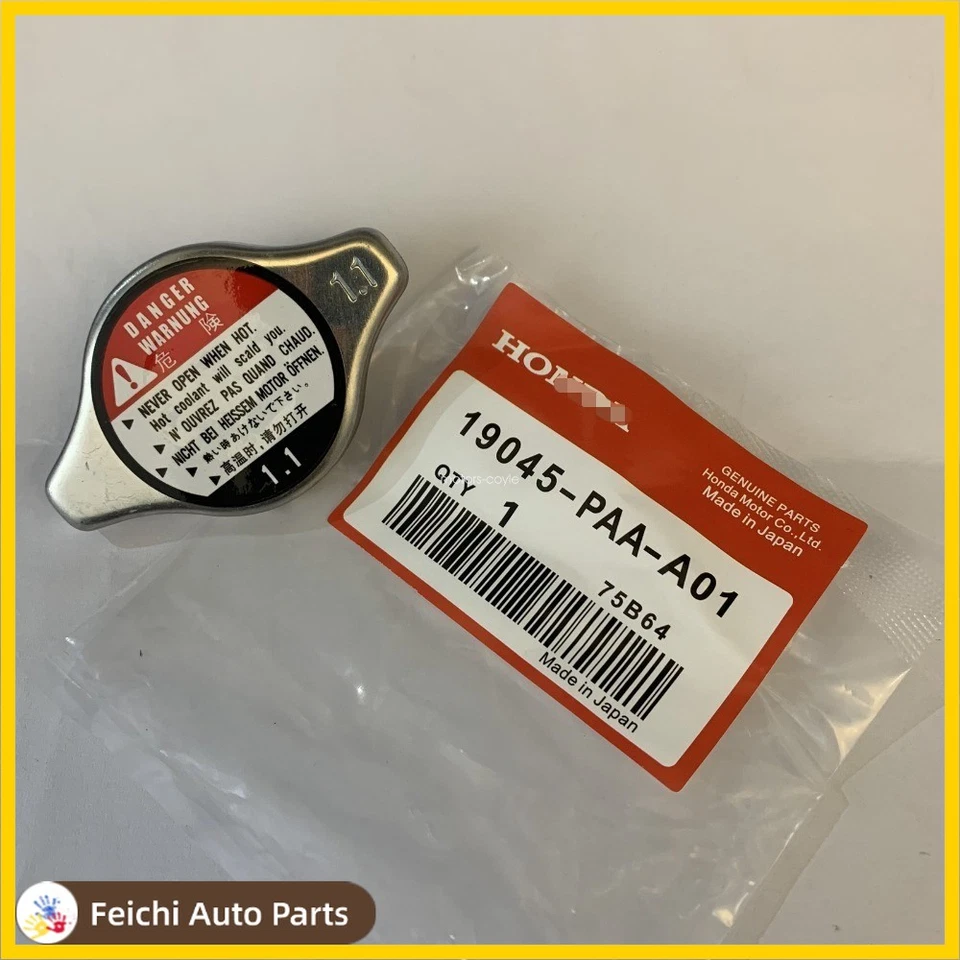 1.1
DANGER
WARNUNG
危 険
NEVER OPEN WHEN HOT.
Hot coolant will scald you.
N' OUVREZ PAS QUAND CHAUD.
NICHT BEI HEISSEM MOTOR ÖFFNEN.
熱い時あけないで下さい。
高温时,请勿打开
1.1
19045-PAA-A01
QTY
1
75B64
Made in Japan
GENUINE PARTS
Honda Motor Co.,Ltd.
Made in Japan
Feichi Auto Parts